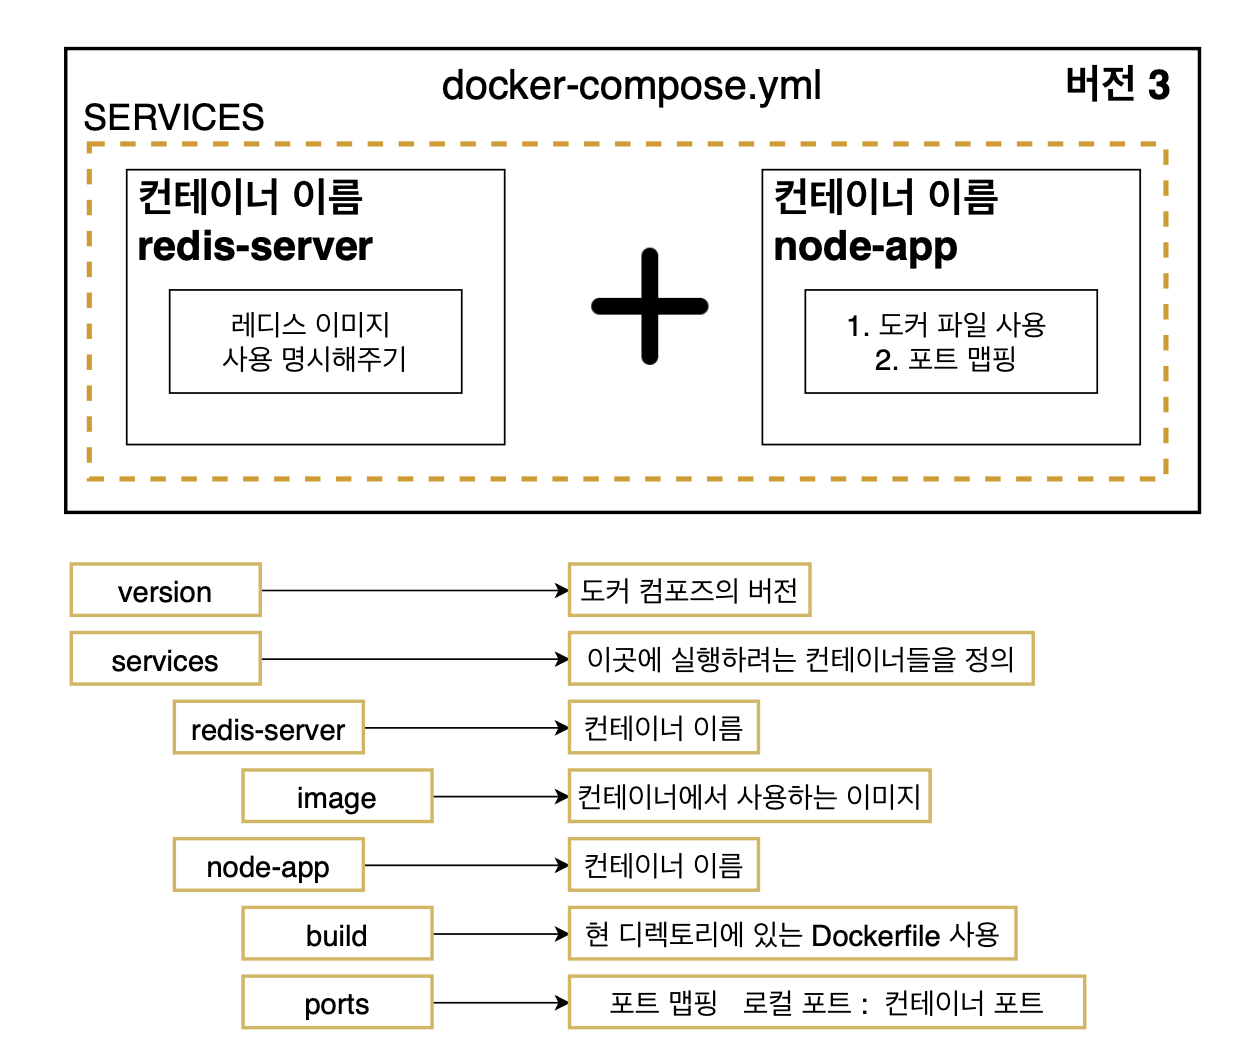 docker-compose.yml
버전 3
SERVICES
컨테이너 이름
redis-server
레디스 이미지
사용 명시해주기
컨테이너 이름
node-app
1. 도커 파일 사용
2. 포트 맵핑
version
도커 컴포즈의 버전
services
이곳에 실행하려는 컨테이너들을 정의
redis-server
컨테이너 이름
image
컨테이너에서 사용하는 이미지
node-app
컨테이너 이름
build
현 디렉토리에 있는 Dockerfile 사용
ports
포트 맵핑 로컬 포트 : 컨테이너 포트